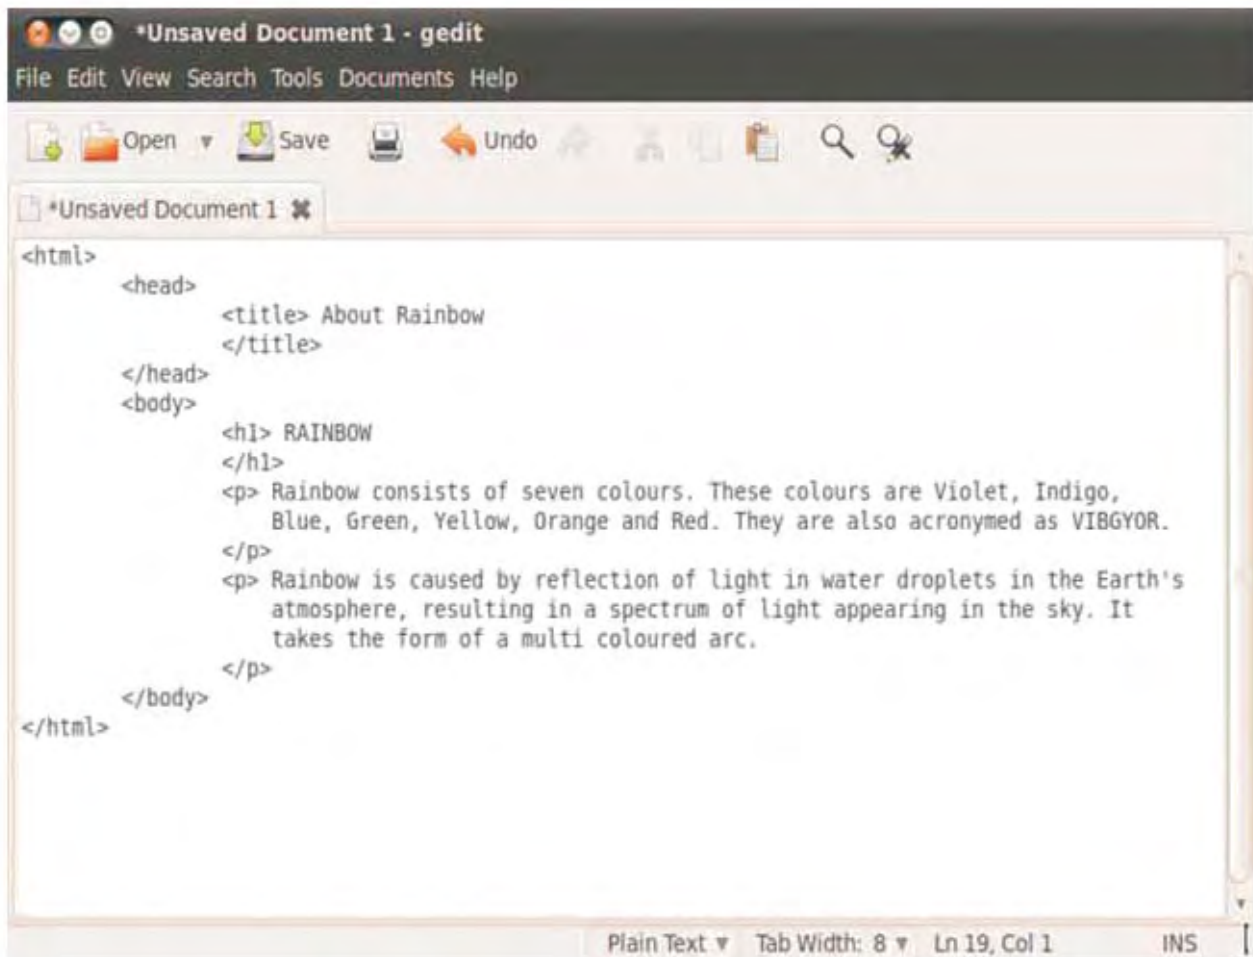 *Unsaved Document 1 - gedit
File Edit View Search Tools Documents Help
Open Save Undo
*Unsaved Document 1
<html>
<head>
<title> About Rainbow
</title>
</head>
<body>
<h1> RAINBOW
</h1>
<p> Rainbow consists of seven colours. These colours are Violet, Indigo,
Blue, Green, Yellow, Orange and Red. They are also acronymed as VIBGYOR.
</p>
<p> Rainbow is caused by reflection of light in water droplets in the Earth's
atmosphere, resulting in a spectrum of light appearing in the sky. It
takes the form of a multi coloured arc.
</p>
</body>
</html>
Plain Text Tab Width: 8 Ln 19, Col 1 INS